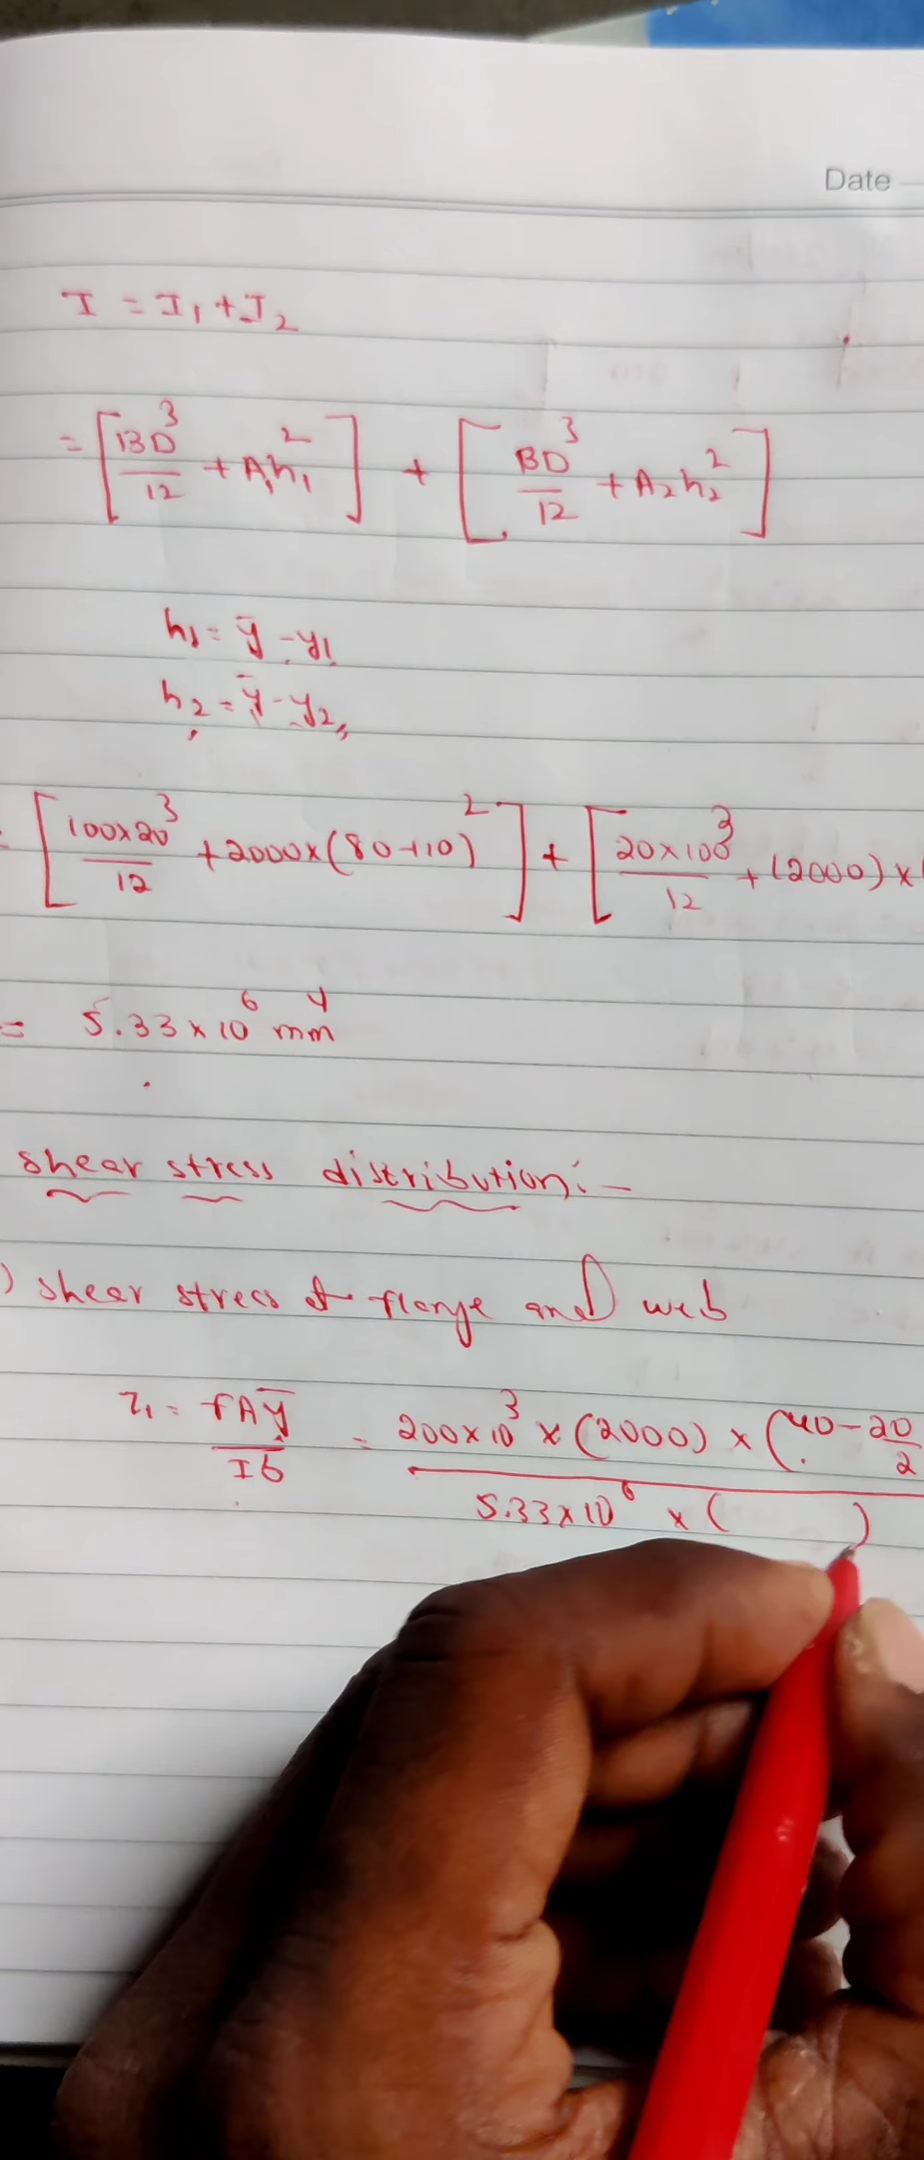 Date
I = I₁ + I₂
= [BD³/12 + A₁h₁²] + [BD³/12 + A₂h₂²]
h₁ = ȳ - y₁
h₂ = ȳ - y₂
= [100×20³/12 + 2000×(80-110)²] + [20×100³/12 + (2000)×(
= 5.33×10⁶ mm⁴
shear stress distribution:-
) shear stress at flange and web
τ₁ = FAȳ/Ib = 200×10³ × (2000) × (40-20/2 / 5.33×10⁶ × ( )